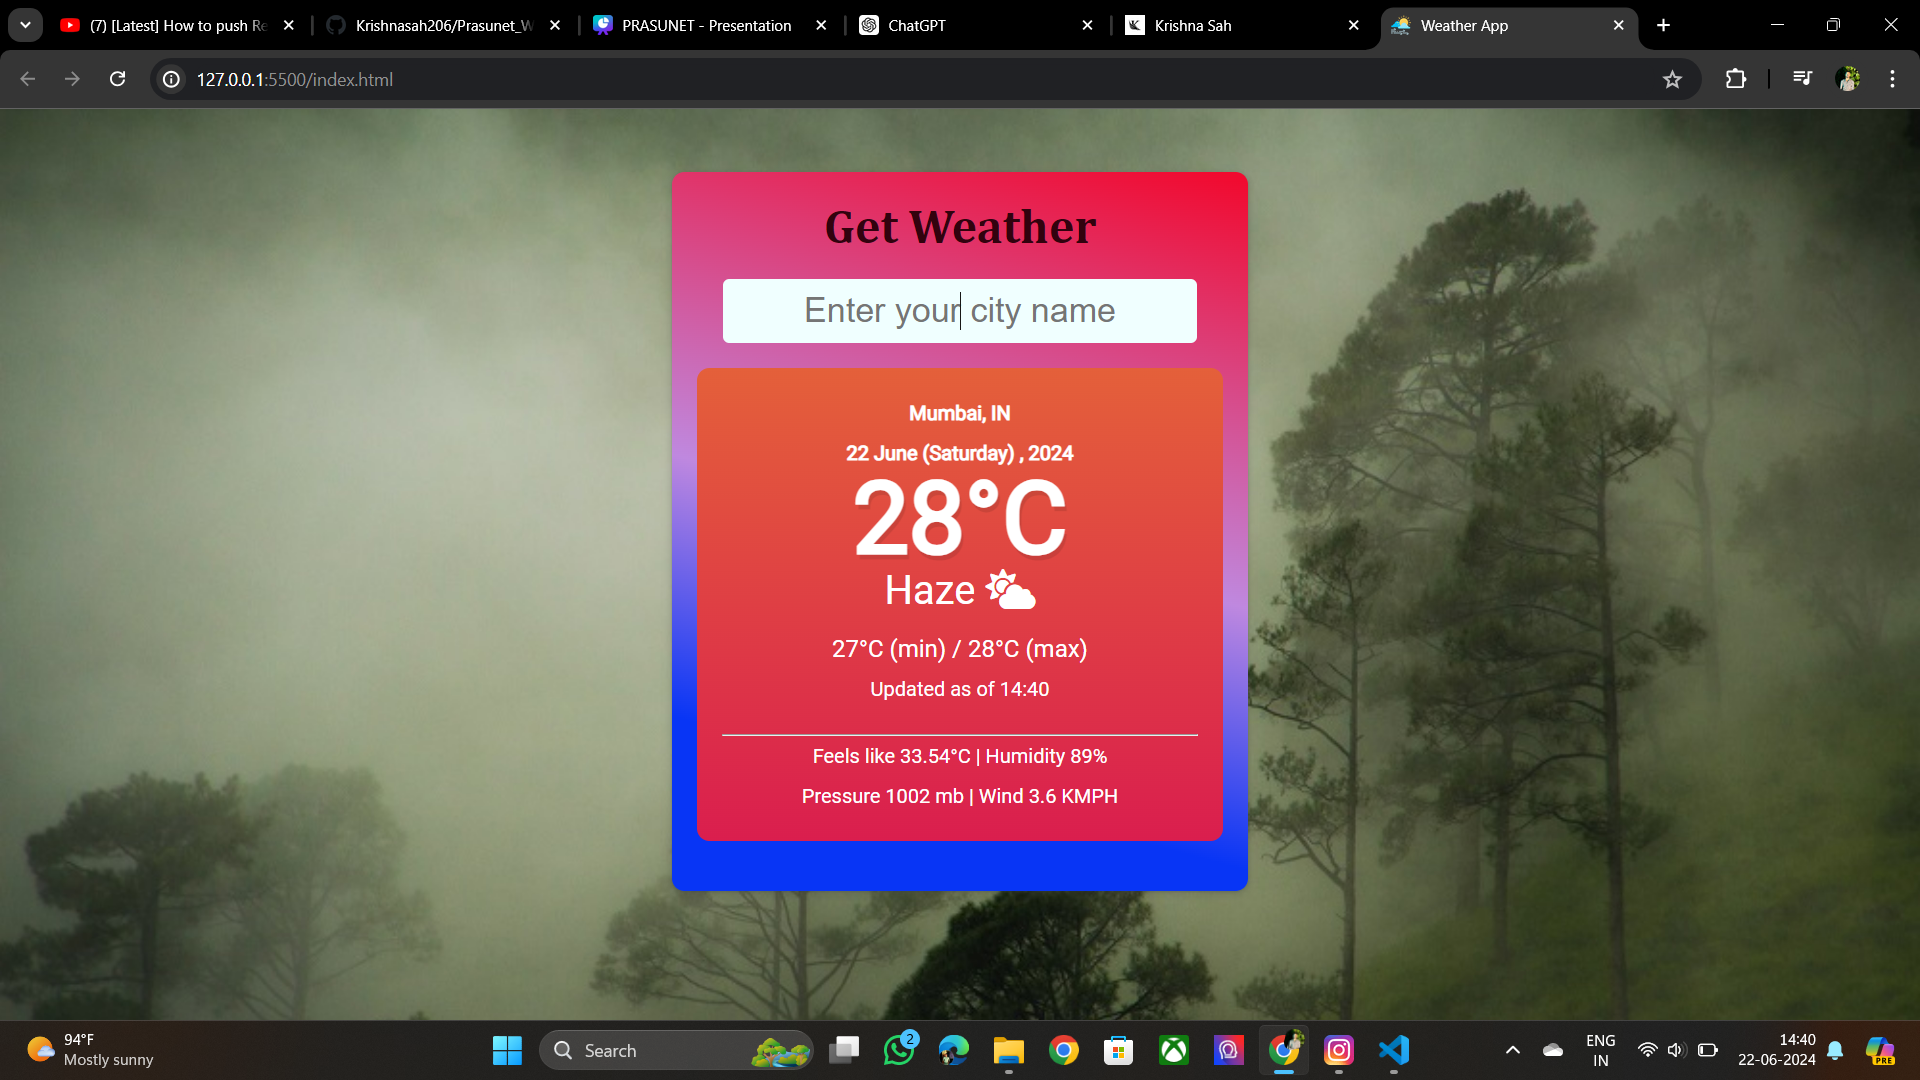 (7) [Latest] How to push Re
Krishnasah206/Prasunet_W
PRASUNET - Presentation
ChatGPT
Krishna Sah
Weather App
127.0.0.1:5500/index.html
Get Weather
Enter your city name
Mumbai, IN
22 June (Saturday) , 2024
28°C
Haze
27°C (min) / 28°C (max)
Updated as of 14:40
Feels like 33.54°C | Humidity 89%
Pressure 1002 mb | Wind 3.6 KMPH
94°F
Mostly sunny
Search
2
ENG
IN
14:40
22-06-2024
PRE